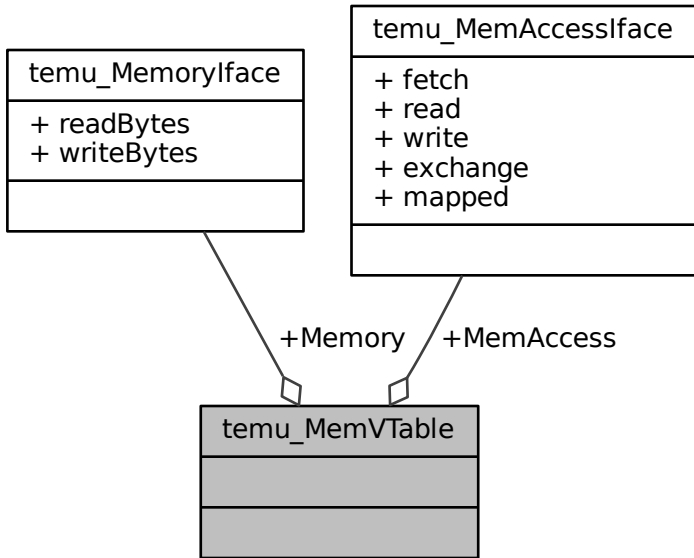 temu_MemAccessIface
+ fetch
+ read
+ write
+ exchange
+ mapped
temu_MemoryIface
+ readBytes
+ writeBytes
+Memory
+MemAccess
temu_MemVTable